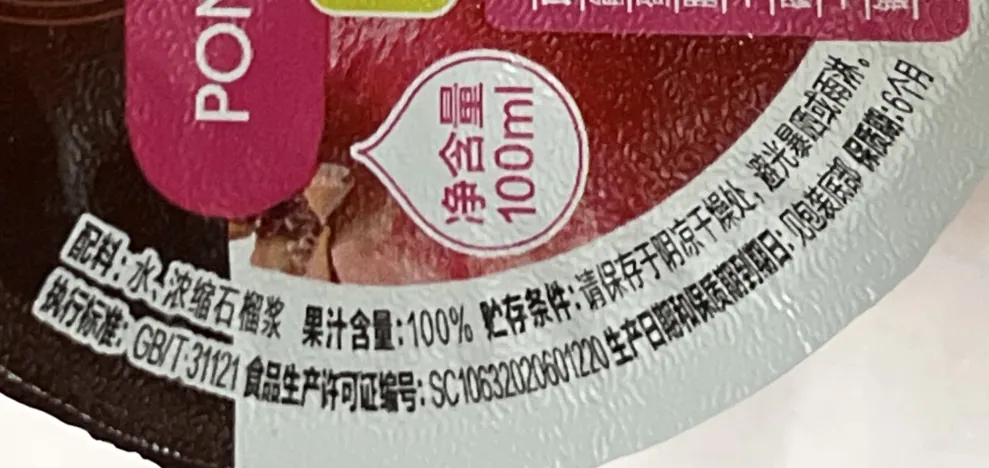 PON
净含量
100ml
配料:水、浓缩石榴浆 果汁含量:100% 贮存条件:请保存于阴凉干燥处,避光暴晒或雨淋。
执行标准:GB/T 31121 食品生产许可证编号:SC10632020601220 生产日期和保质期到期日:见包装底部 保质期:6个月